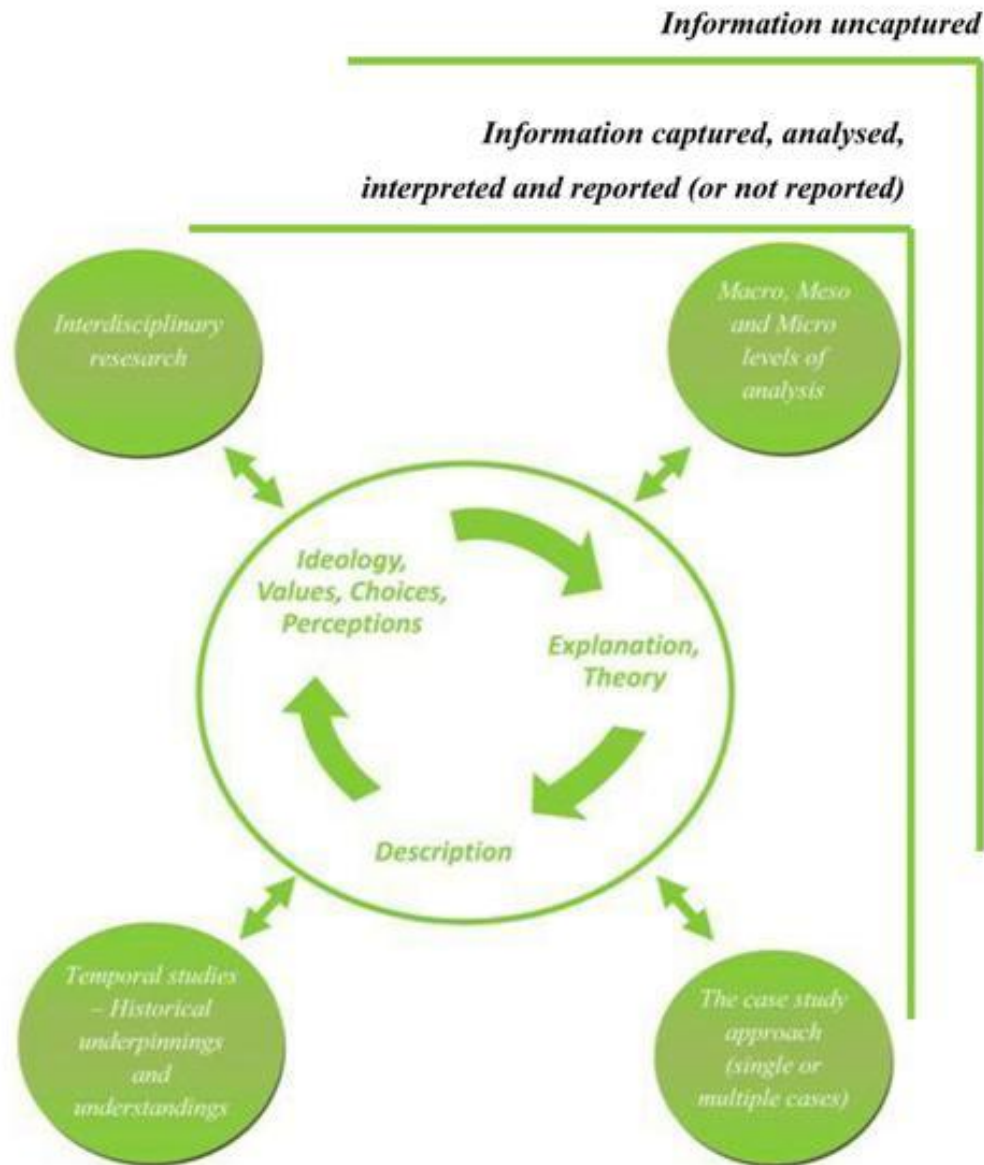 Information uncaptured
Information captured, analysed,
interpreted and reported (or not reported)
Interdisciplinary
resesarch
Macro, Meso
and Micro
levels of
analysis
Ideology,
Values, Choices,
Perceptions
Explanation,
Theory
Description
Temporal studies
– Historical
underpinnings
and
understandings
The case study
approach
(single or
multiple cases)